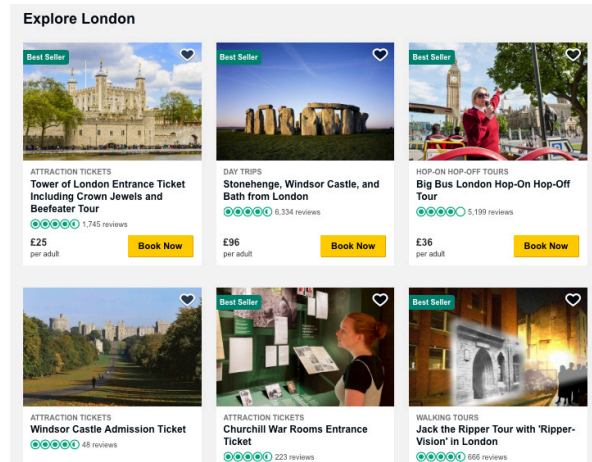 Explore London
Best Seller
ATTRACTION TICKETS
Tower of London Entrance Ticket
Including Crown Jewels and
Beefeater Tour
1,745 reviews
£25
per adult
Book Now
Best Seller
DAY TRIPS
Stonehenge, Windsor Castle, and
Bath from London
6,334 reviews
£96
per adult
Book Now
Best Seller
HOP-ON HOP-OFF TOURS
Big Bus London Hop-On Hop-Off
Tour
5,199 reviews
£36
per adult
Book Now
ATTRACTION TICKETS
Windsor Castle Admission Ticket
48 reviews
Best Seller
ATTRACTION TICKETS
Churchill War Rooms Entrance
Ticket
223 reviews
Best Seller
WALKING TOURS
Jack the Ripper Tour with 'Ripper-
Vision' in London
666 reviews